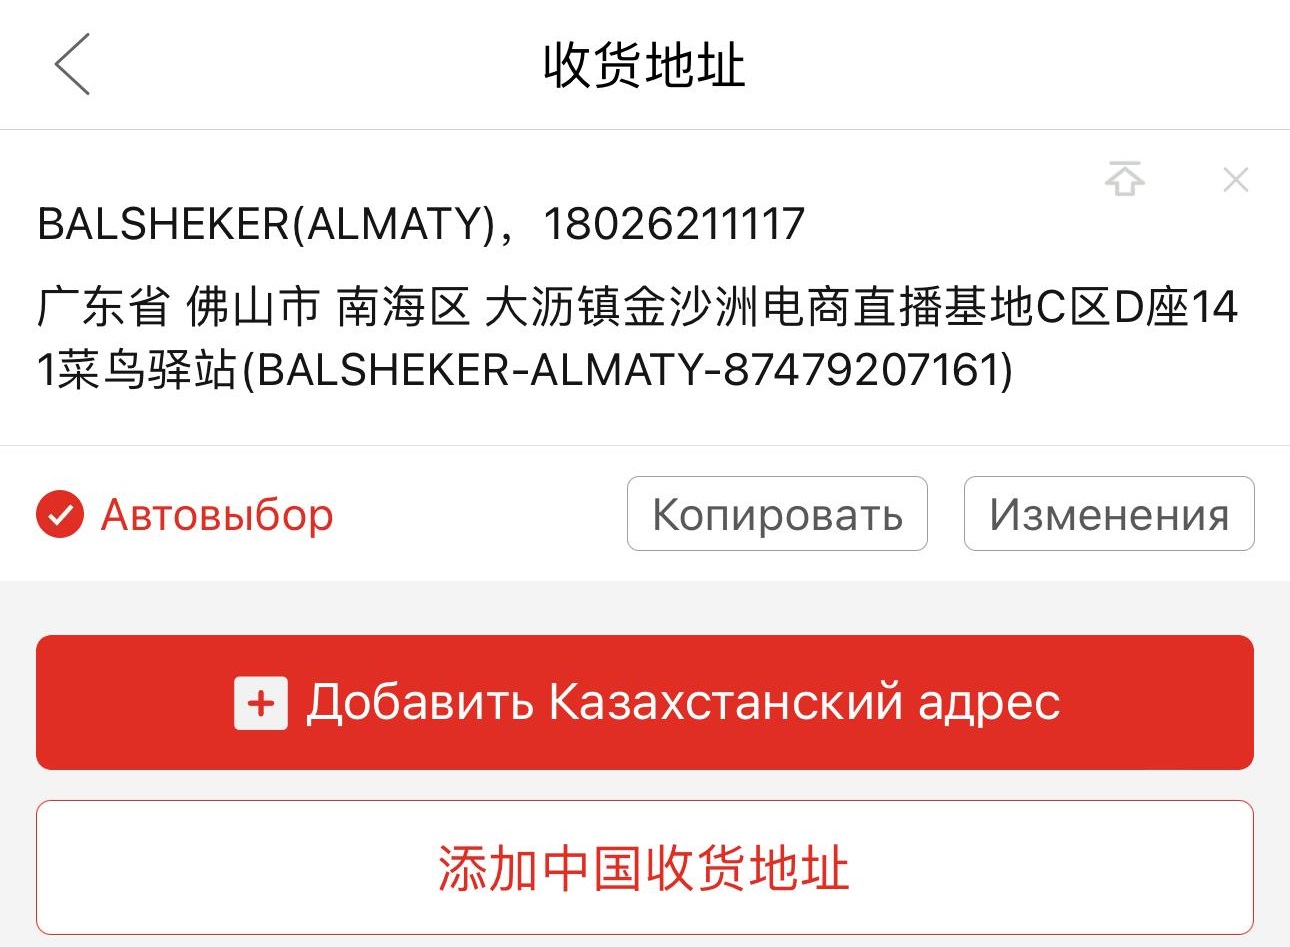 收货地址
BALSHEKER(ALMATY)，18026211117
广东省 佛山市 南海区 大沥镇金沙洲电商直播基地C区D座14
1菜鸟驿站(BALSHEKER-ALMATY-87479207161)
Автовыбор
Копировать
Изменения
Добавить Казахстанский адрес
添加中国收货地址